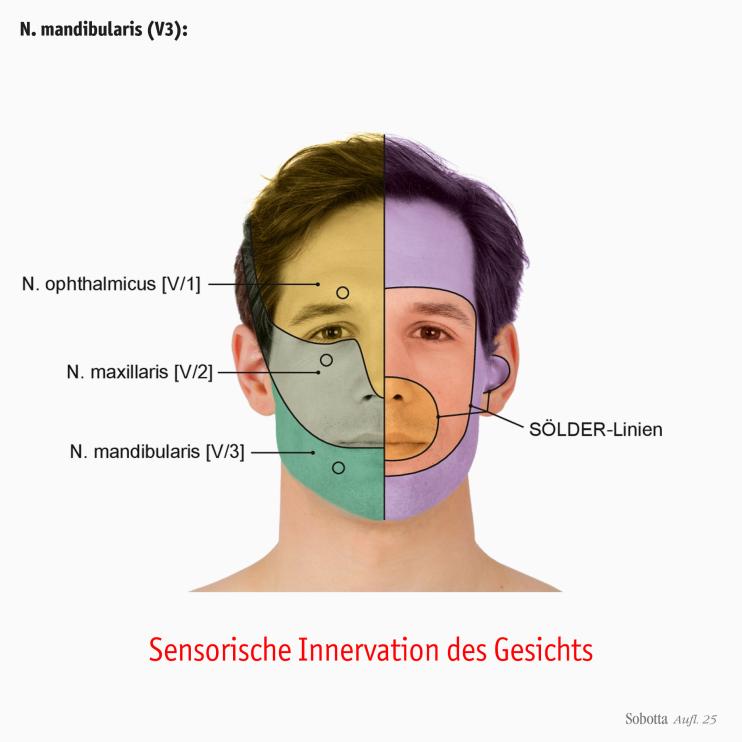 N. mandibularis (V3):
N. ophthalmicus [V/1]
N. maxillaris [V/2]
N. mandibularis [V/3]
SÖLDER-Linien
Sensorische Innervation des Gesichts
Sobotta Aufl. 25